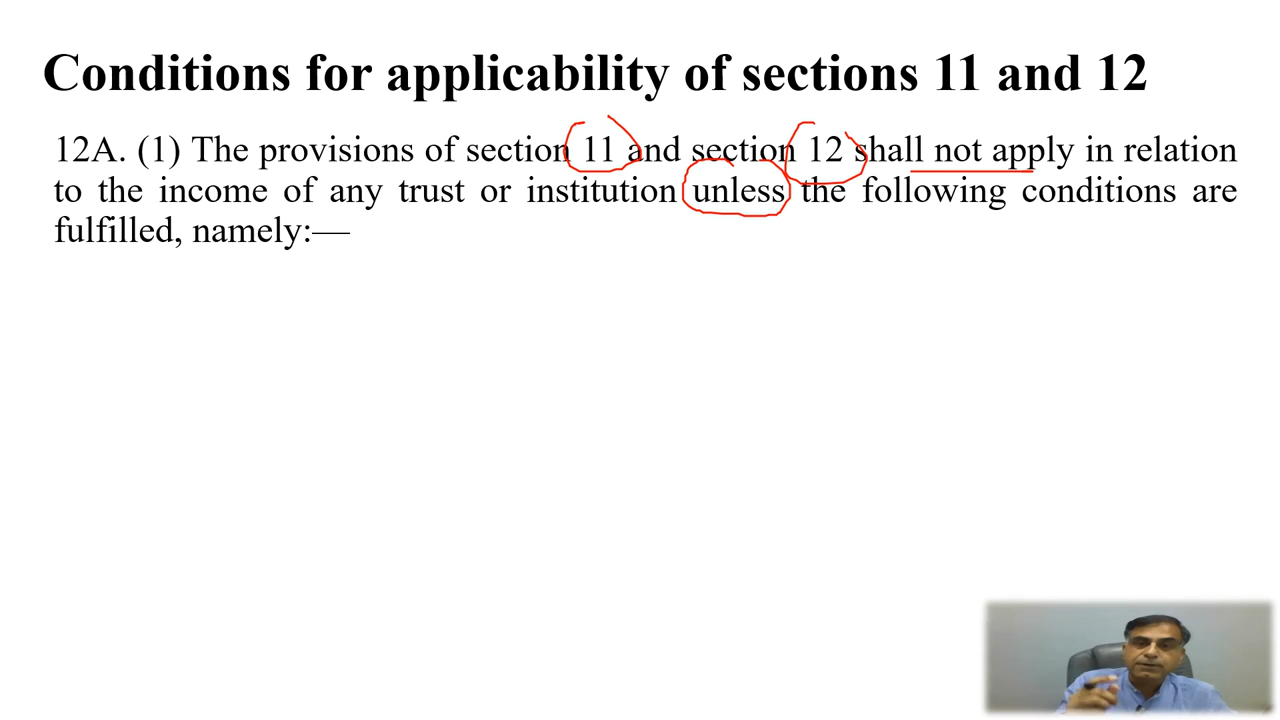 Conditions for applicability of sections 11 and 12
12A. (1) The provisions of section 11 and section 12 shall not apply in relation
to the income of any trust or institution unless the following conditions are
fulfilled, namely:—